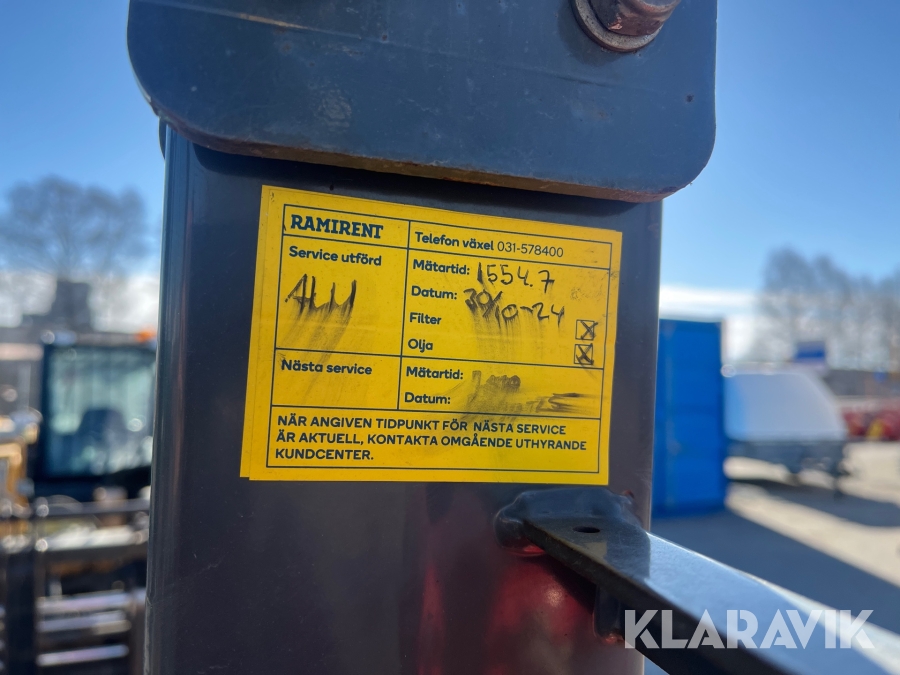 RAMIRENT
Telefon växel 031-578400
Service utförd
Mätartid: 1554.7
Datum: 30/10-24
Filter
Olja
Nästa service
Mätartid:
Datum:
NÄR ANGIVEN TIDPUNKT FÖR NÄSTA SERVICE
ÄR AKTUELL, KONTAKTA OMGÅENDE UTHYRANDE
KUNDCENTER.
KLARAVIK